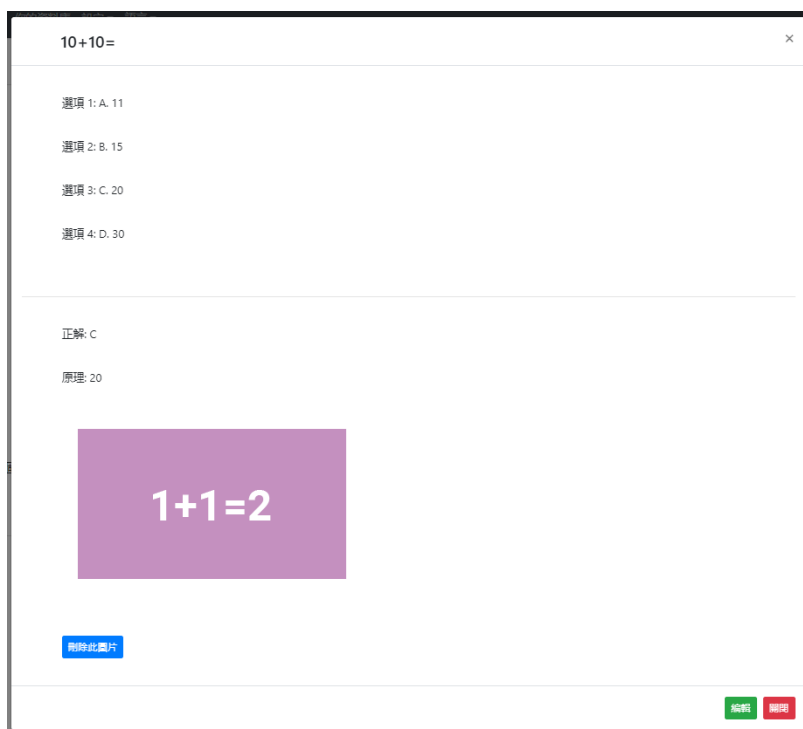 10+10=
×
選項 1: A. 11
選項 2: B. 15
選項 3: C. 20
選項 4: D. 30
正解: C
原理: 20
1+1=2
刪除此圖片
編輯 關閉